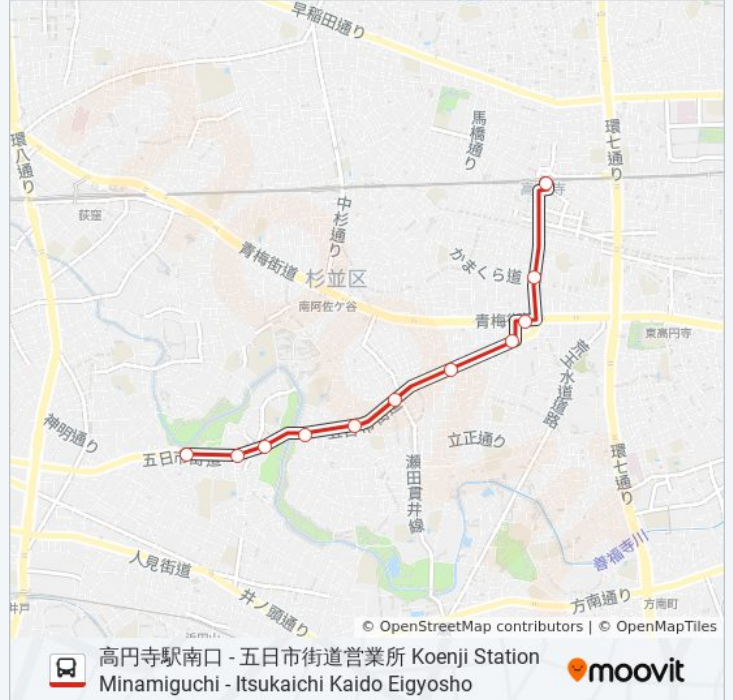 早稲田通り
馬橋通り
環七通り
環八通り
荻窪
中杉通り
青梅街道
杉並区
かまくら道
南阿佐ケ谷
青梅街
東高円寺
荒玉水道道路
神明通り
五日市街道
立正通り
瀬田貫井線
環七通り
善福寺川
人見街道
井ノ頭通り
方南通り
方南町
井戸
© OpenStreetMap contributors | © OpenMapTiles
高円寺駅南口 - 五日市街道営業所 Koenji Station
Minamiguchi - Itsukaichi Kaido Eigyosho
moovit